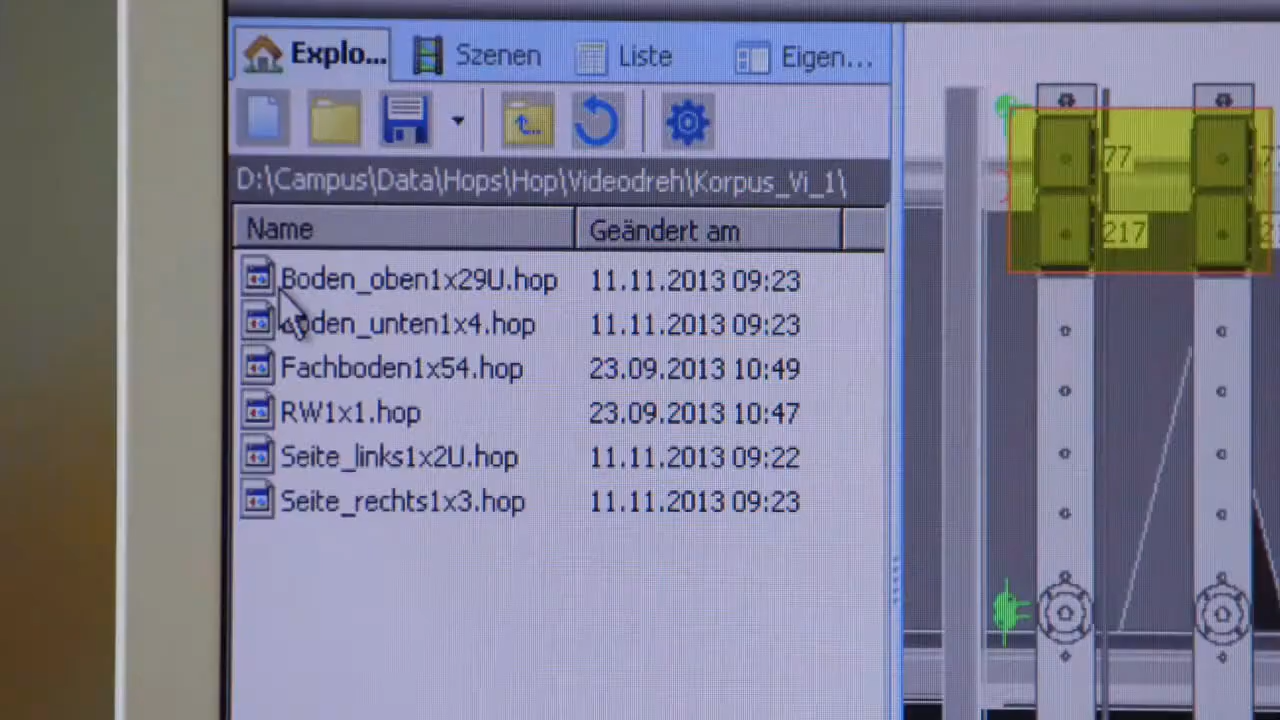 Explo... Szenen Liste Eigen...
D:\Campus\Data\Hops\Hop\Videodreh\Korpus_Vi_1\
Name Geändert am
Boden_oben1x29U.hop 11.11.2013 09:23
oden_unten1x4.hop 11.11.2013 09:23
Fachboden1x54.hop 23.09.2013 10:49
RW1x1.hop 23.09.2013 10:47
Seite_links1x2U.hop 11.11.2013 09:22
Seite_rechts1x3.hop 11.11.2013 09:23
77
217